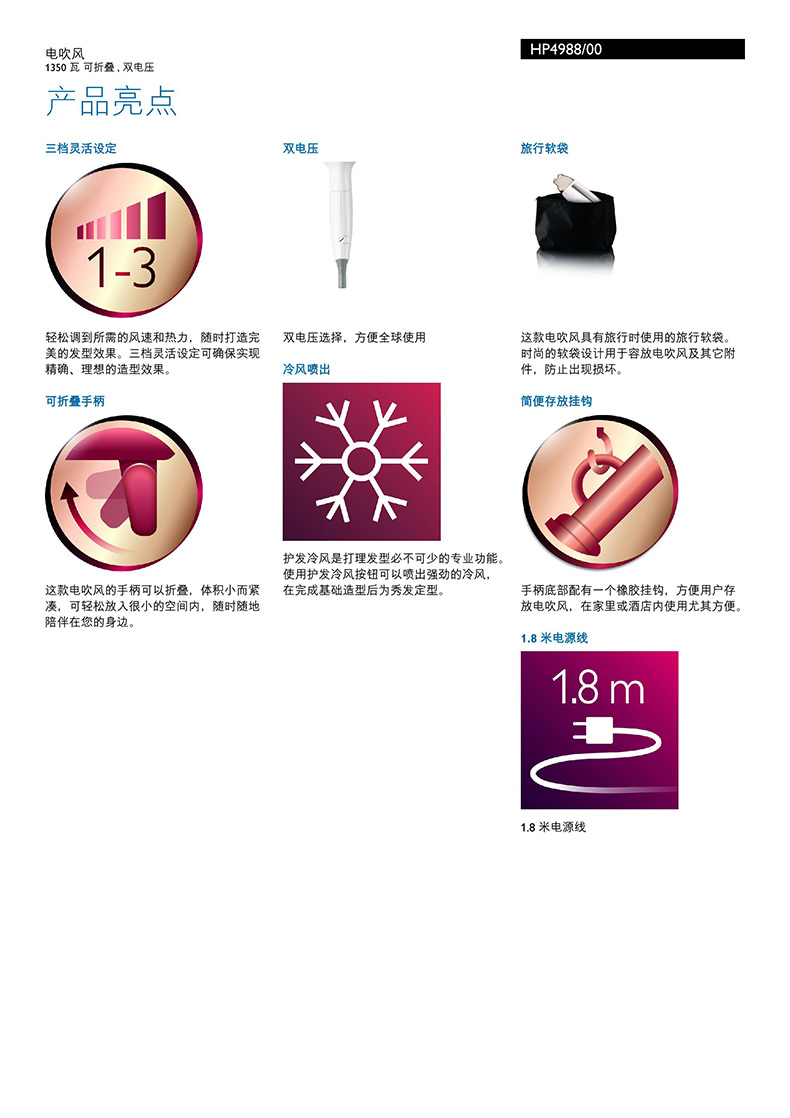 电吹风
1350 瓦 可折叠 , 双电压
HP4988/00
产品亮点
三档灵活设定
1-3
轻松调到所需的风速和热力，随时打造完
美的发型效果。三档灵活设定可确保实现
精确、理想的造型效果。
可折叠手柄
这款电吹风的手柄可以折叠，体积小而紧
凑，可轻松放入很小的空间内，随时随地
陪伴在您的身边。
双电压
双电压选择，方便全球使用
冷风喷出
护发冷风是打理发型必不可少的专业功能。
使用护发冷风按钮可以喷出强劲的冷风，
在完成基础造型后为秀发定型。
旅行软袋
这款电吹风具有旅行时使用的旅行软袋。
时尚的软袋设计用于容放电吹风及其它附
件，防止出现损坏。
简便存放挂钩
手柄底部配有一个橡胶挂钩，方便用户存
放电吹风，在家里或酒店内使用尤其方便。
1.8 米电源线
1.8 m
1.8 米电源线